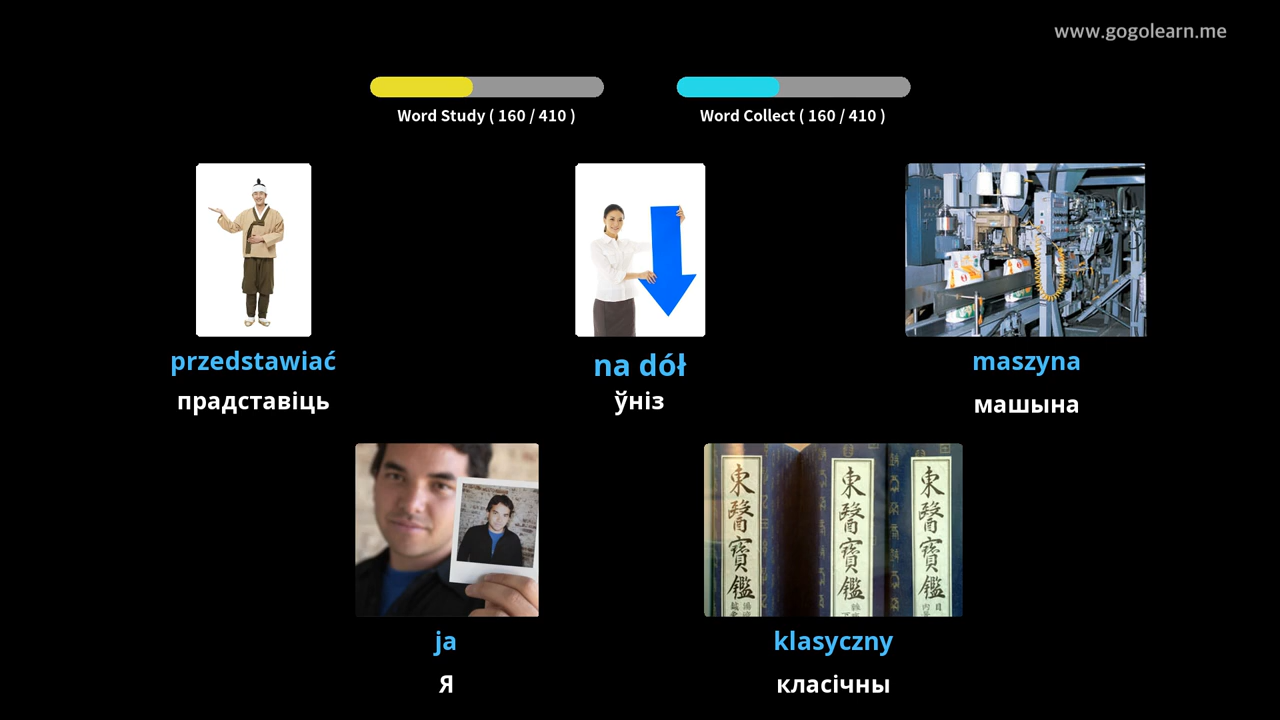 www.gogolearn.me
Word Study ( 160 / 410 )
Word Collect ( 160 / 410 )
przedstawiać
прадставіць
na dół
ўніз
maszyna
машына
東醫寶鑑
東醫寶鑑
東醫寶鑑
ja
Я
klasyczny
класічны